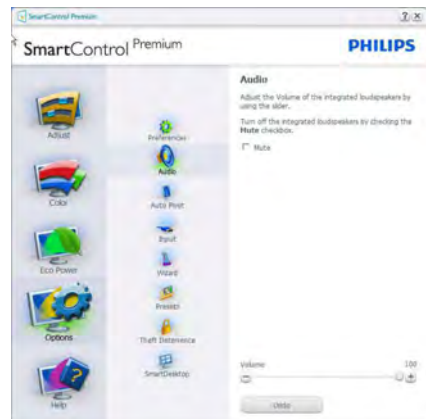 SmartControl Premium
SmartControl Premium
PHILIPS
Adjust
Color
Eco Power
Options
Help
Preferences
Audio
Auto Pivot
Input
Wizard
Presets
Theft Deterrence
SmartDesktop
Audio
Adjust the Volume of the integrated loudspeakers by
using the slider.
Turn off the integrated loudspeakers by checking the
Mute checkbox.
Mute
Volume
100
Undo